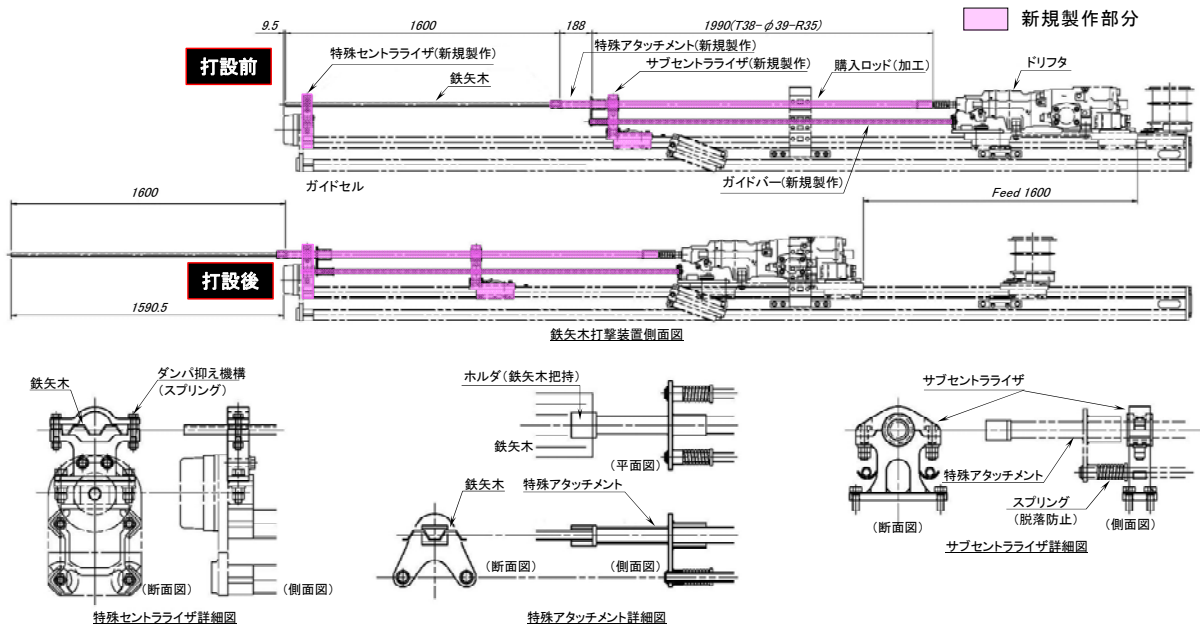 新規製作部分
9.5
1600
188
1990(T38-φ39-R35)
打設前
特殊セントラライザ(新規製作)
鉄矢木
特殊アタッチメント(新規製作)
サブセントラライザ(新規製作)
購入ロッド(加工)
ドリフタ
ガイドセル
ガイドバー(新規製作)
1600
Feed 1600
打設後
1590.5
鉄矢木打撃装置側面図
鉄矢木
ダンパ抑え機構
(スプリング)
(断面図)
(側面図)
特殊セントラライザ詳細図
ホルダ(鉄矢木把持)
鉄矢木
(平面図)
鉄矢木
特殊アタッチメント
(断面図)
(側面図)
特殊アタッチメント詳細図
サブセントラライザ
特殊アタッチメント
スプリング
(脱落防止)
(断面図)
(側面図)
サブセントラライザ詳細図